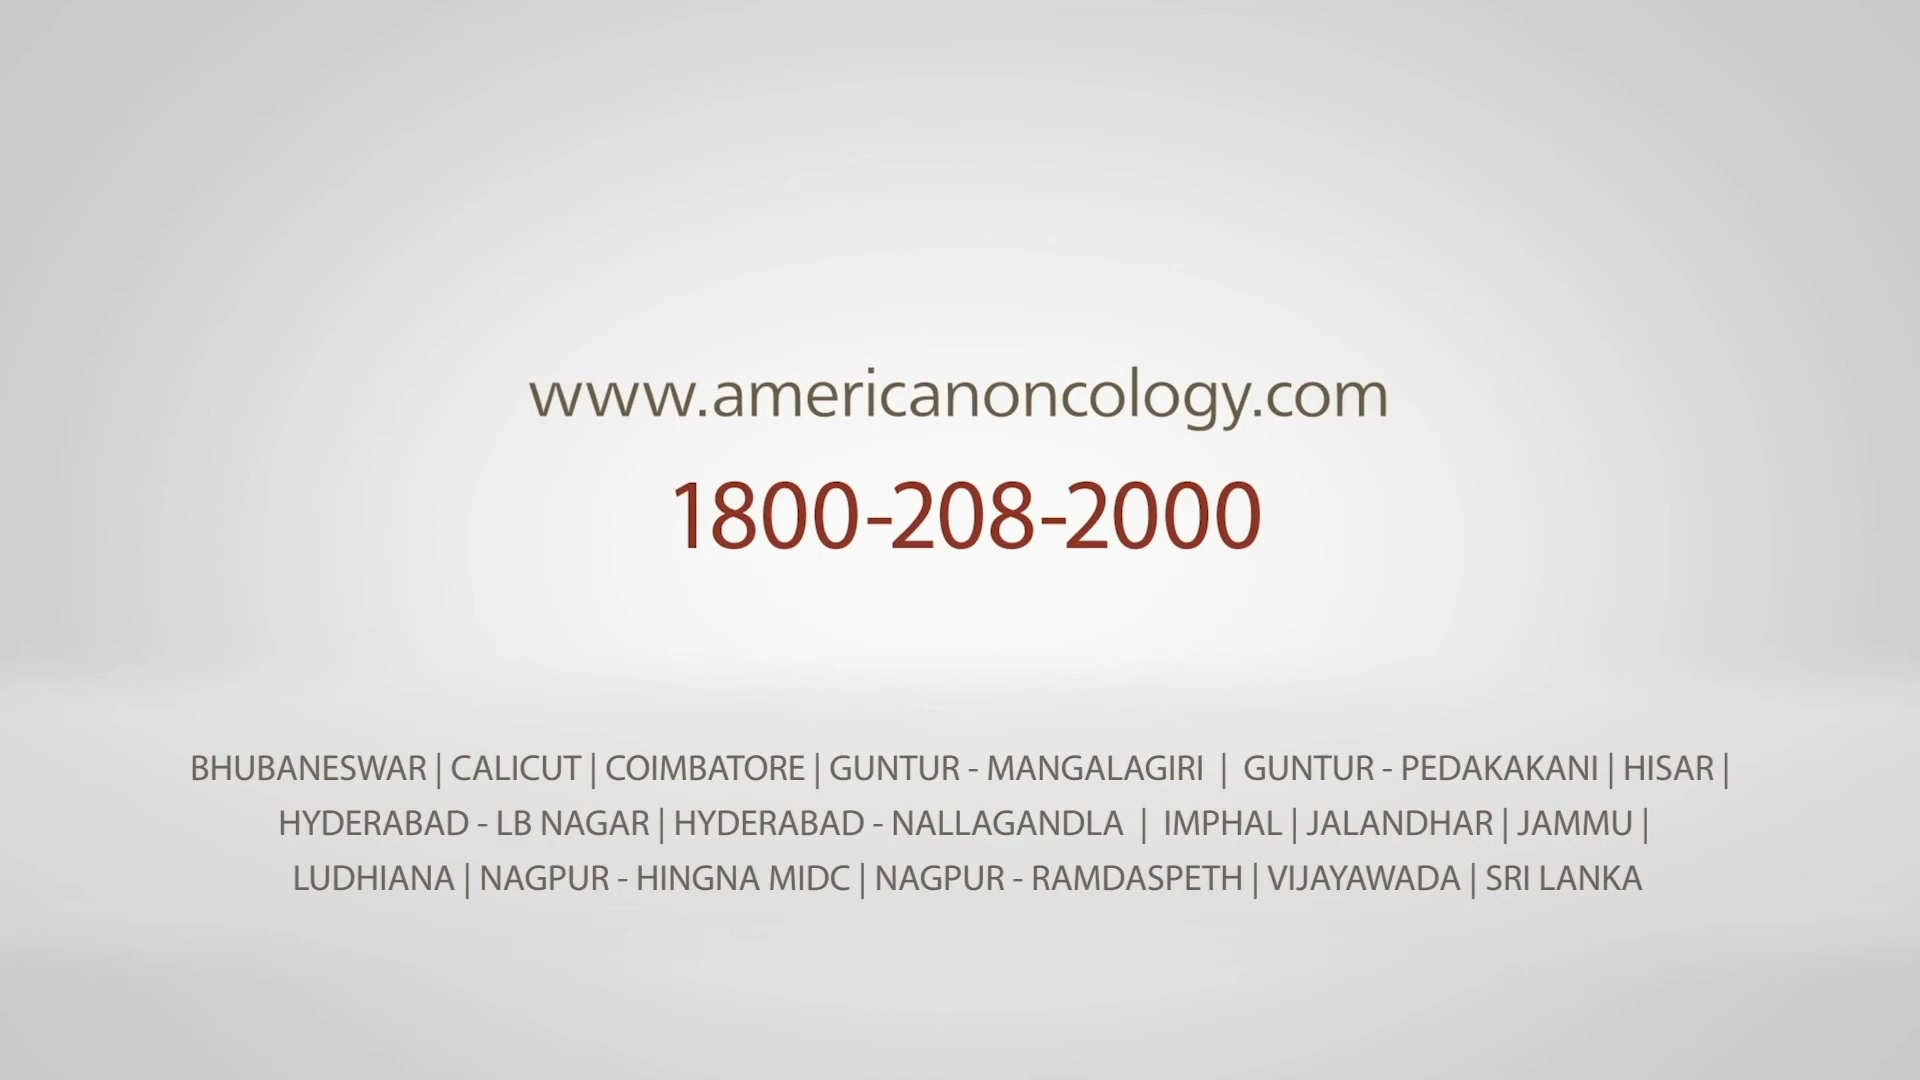 www.americanoncology.com
1800-208-2000
BHUBANESWAR | CALICUT | COIMBATORE | GUNTUR - MANGALAGIRI | GUNTUR - PEDAKAKANI | HISAR |
HYDERABAD - LB NAGAR | HYDERABAD - NALLAGANDLA | IMPHAL | JALANDHAR | JAMMU |
LUDHIANA | NAGPUR - HINGNA MIDC | NAGPUR - RAMDASPETH | VIJAYAWADA | SRI LANKA